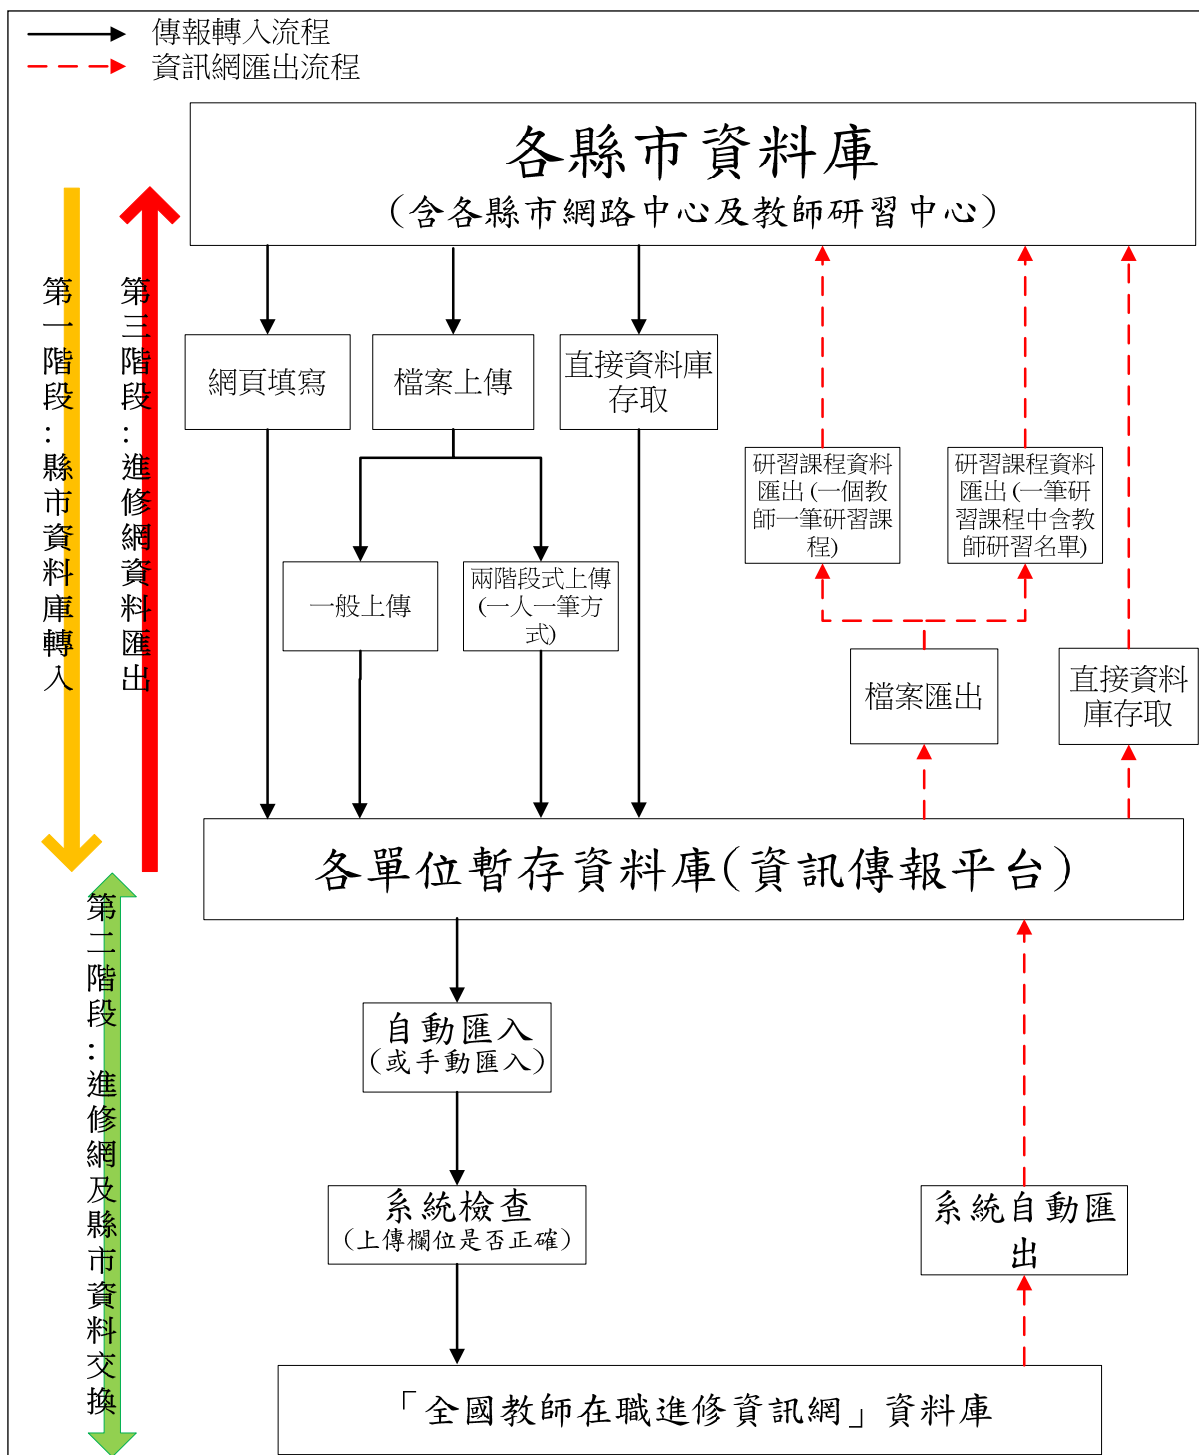 傳報轉入流程
資訊網匯出流程
各縣市資料庫
(含各縣市網路中心及教師研習中心)
第一階段：縣市資料庫轉入
第三階段：進修網資料匯出
網頁填寫
檔案上傳
直接資料庫
存取
研習課程資料
匯出(一個教
師一筆研習課
程)
研習課程資料
匯出(一筆研
習課程中含教
師研習名單)
一般上傳
兩階段式上傳
(一人一筆方
式)
檔案匯出
直接資料
庫存取
各單位暫存資料庫(資訊傳報平台)
第二階段：進修網及縣市資料交換
自動匯入
(或手動匯入)
系統檢查
(上傳欄位是否正確)
系統自動匯
出
「全國教師在職進修資訊網」資料庫